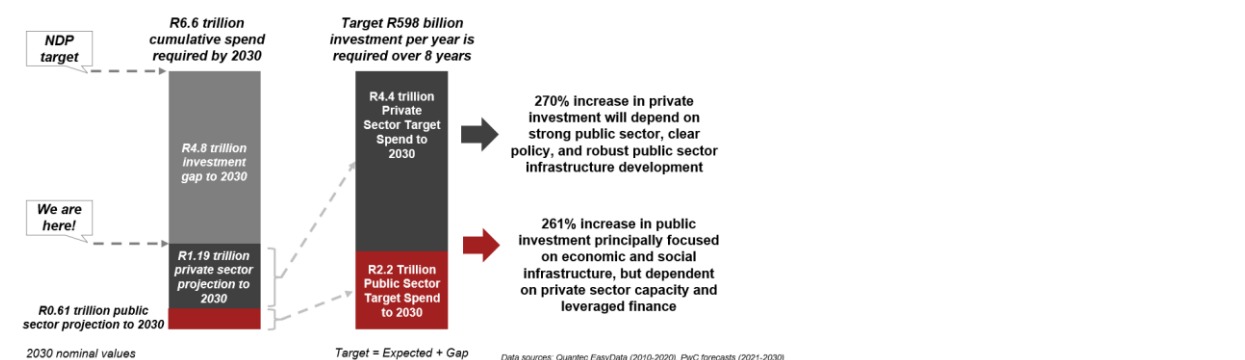 R6.6 trillion
cumulative spend
required by 2030
Target R598 billion
investment per year is
required over 8 years
NDP
target
R4.8 trillion
investment
gap to 2030
We are
here!
R1.19 trillion
private sector
projection to
2030
R0.61 trillion public
sector projection to 2030
2030 nominal values
R4.4 trillion
Private
Sector Target
Spend to
2030
R2.2 Trillion
Public Sector
Target Spend
to 2030
Target = Expected + Gap
270% increase in private
investment will depend on
strong public sector, clear
policy, and robust public sector
infrastructure development
261% increase in public
investment principally focused
on economic and social
infrastructure, but dependent
on private sector capacity and
leveraged finance
Data sources: Quantec EasyData (2010-2020), PwC forecasts (2021-2030)